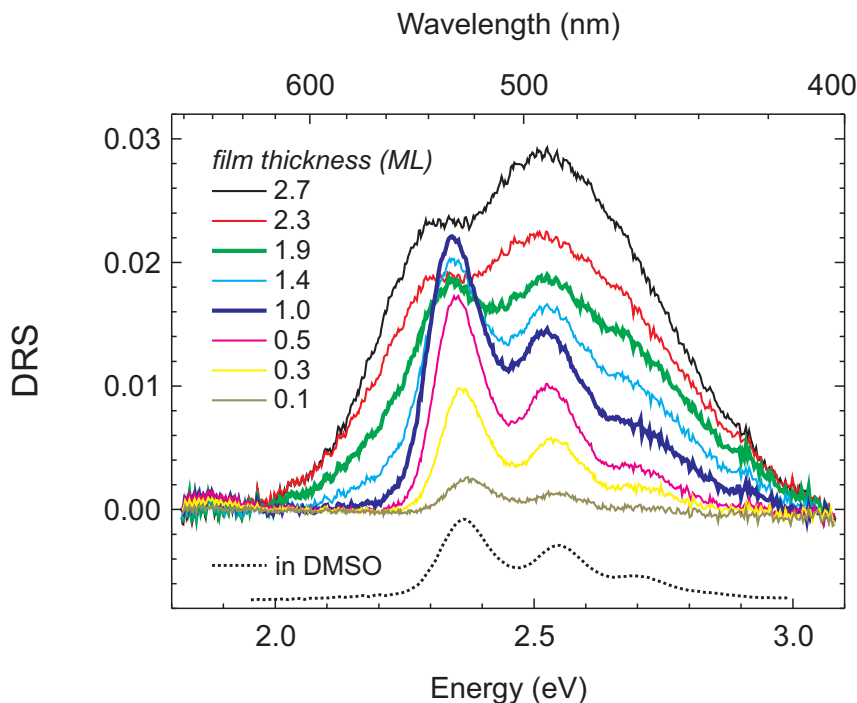 Wavelength (nm)
600 500 400
0.03
0.02
0.01
0.00
DRS
film thickness (ML)
2.7
2.3
1.9
1.4
1.0
0.5
0.3
0.1
in DMSO
2.0 2.5 3.0
Energy (eV)